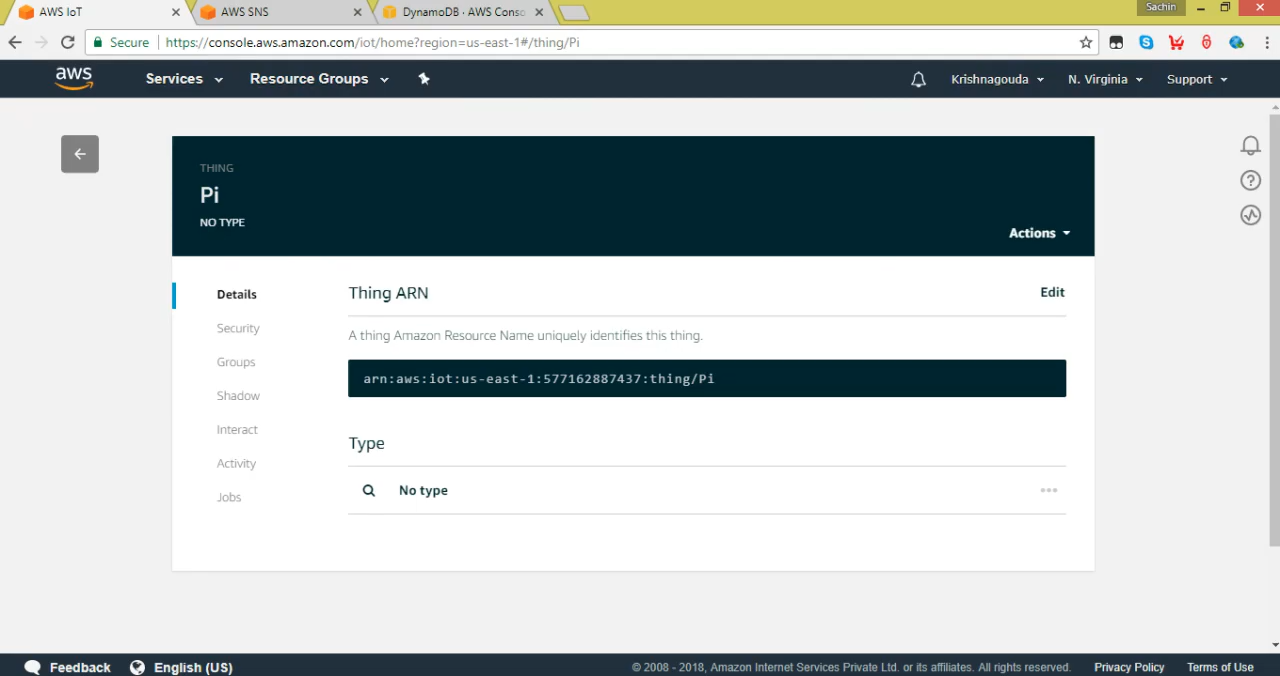 AWS IoT
AWS SNS
DynamoDB · AWS Conso
Sachin
Secure
https://console.aws.amazon.com/iot/home?region=us-east-1#/thing/Pi
aws
Services
Resource Groups
Krishnagouda
N. Virginia
Support
THING
Pi
NO TYPE
Actions
Details
Security
Groups
Shadow
Interact
Activity
Jobs
Thing ARN
Edit
A thing Amazon Resource Name uniquely identifies this thing.
arn:aws:iot:us-east-1:577162887437:thing/Pi
Type
No type
Feedback
English (US)
© 2008 - 2018, Amazon Internet Services Private Ltd. or its affiliates. All rights reserved.
Privacy Policy
Terms of Use